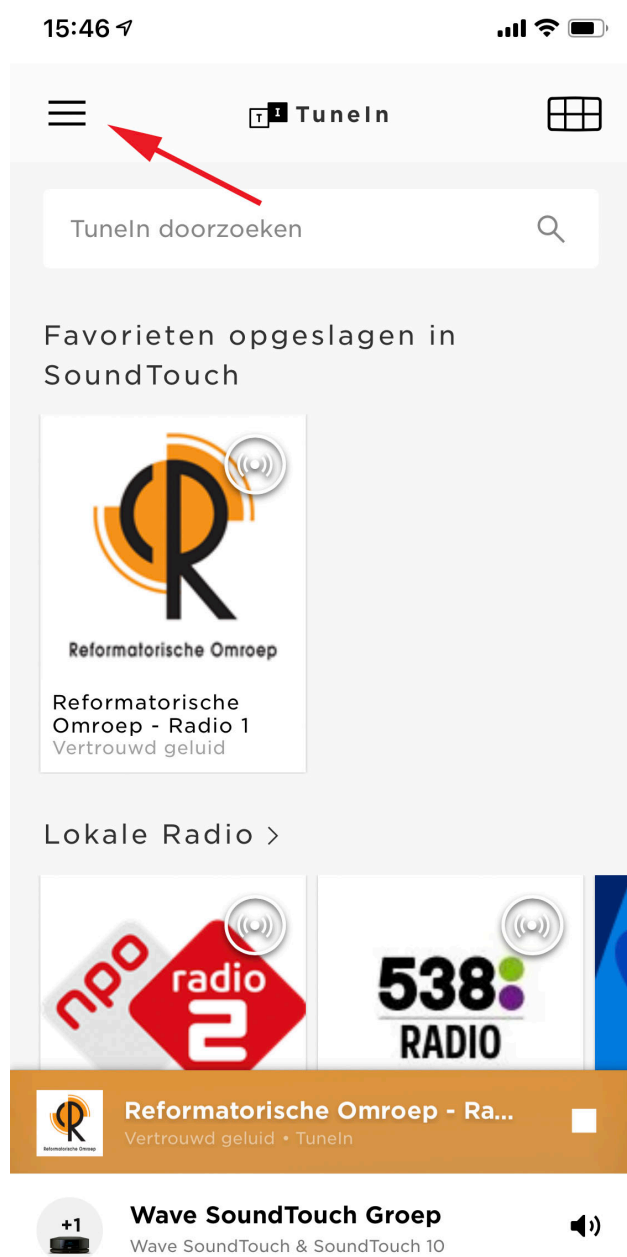 15:46
T I TuneIn
TuneIn doorzoeken
Favorieten opgeslagen in
SoundTouch
Reformatorische Omroep
Reformatorische
Omroep - Radio 1
Vertrouwd geluid
Lokale Radio >
npo
radio
2
538
RADIO
Reformatorische Omroep - Ra...
Vertrouwd geluid • TuneIn
Reformatorische Omroep
+1
Wave SoundTouch Groep
Wave SoundTouch & SoundTouch 10